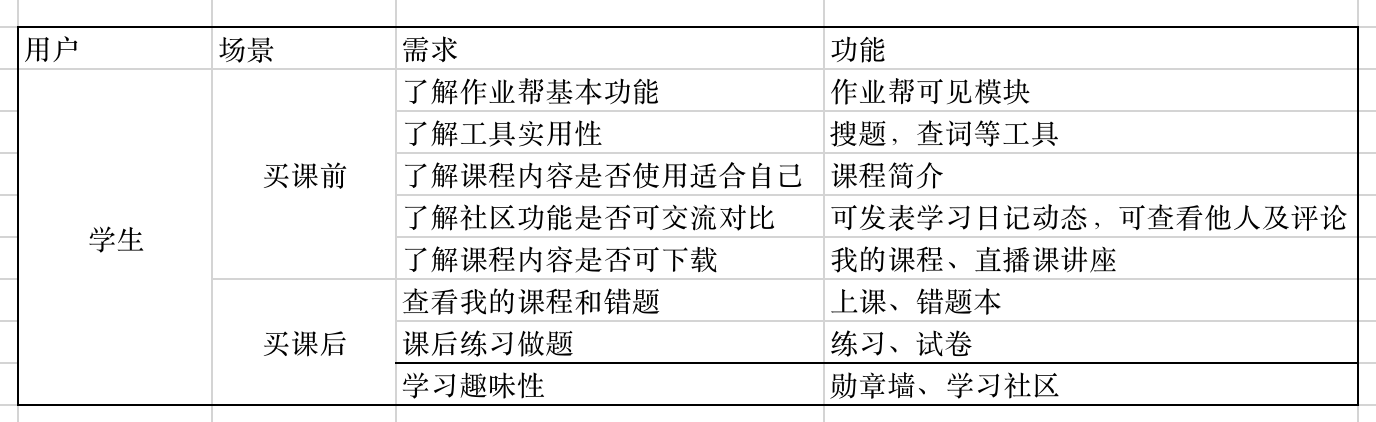 用户 场景 需求 功能
了解作业帮基本功能 作业帮可见模块
了解工具实用性 搜题，查词等工具
买课前 了解课程内容是否使用适合自己 课程简介
了解社区功能是否可交流对比 可发表学习日记动态，可查看他人及评论
学生
了解课程内容是否可下载 我的课程、直播课讲座
查看我的课程和错题 上课、错题本
买课后 课后练习做题 练习、试卷
学习趣味性 勋章墙、学习社区